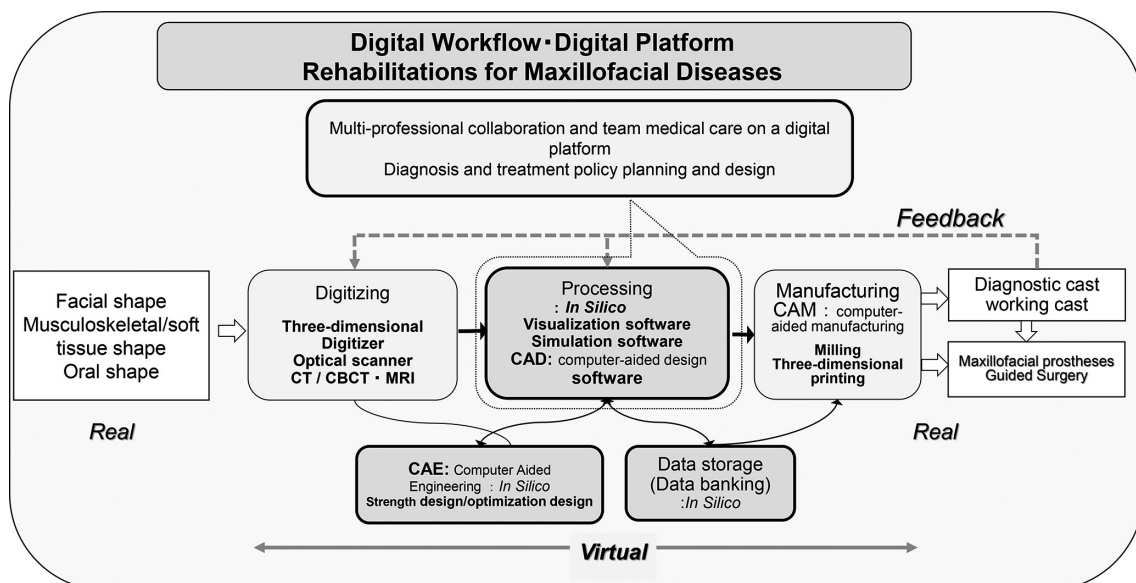 Digital Workflow・Digital Platform
Rehabilitations for Maxillofacial Diseases
Multi-professional collaboration and team medical care on a digital
platform
Diagnosis and treatment policy planning and design
Feedback
Facial shape
Musculoskeletal/soft
tissue shape
Oral shape
Real
Digitizing
Three-dimensional
Digitizer
Optical scanner
CT / CBCT・MRI
Processing
: In Silico
Visualization software
Simulation software
CAD: computer-aided design
software
Manufacturing
CAM : computer-
aided manufacturing
Milling
Three-dimensional
printing
Diagnostic cast
working cast
Maxillofacial prostheses
Guided Surgery
Real
CAE: Computer Aided
Engineering : In Silico
Strength design/optimization design
Data storage
(Data banking)
:In Silico
Virtual